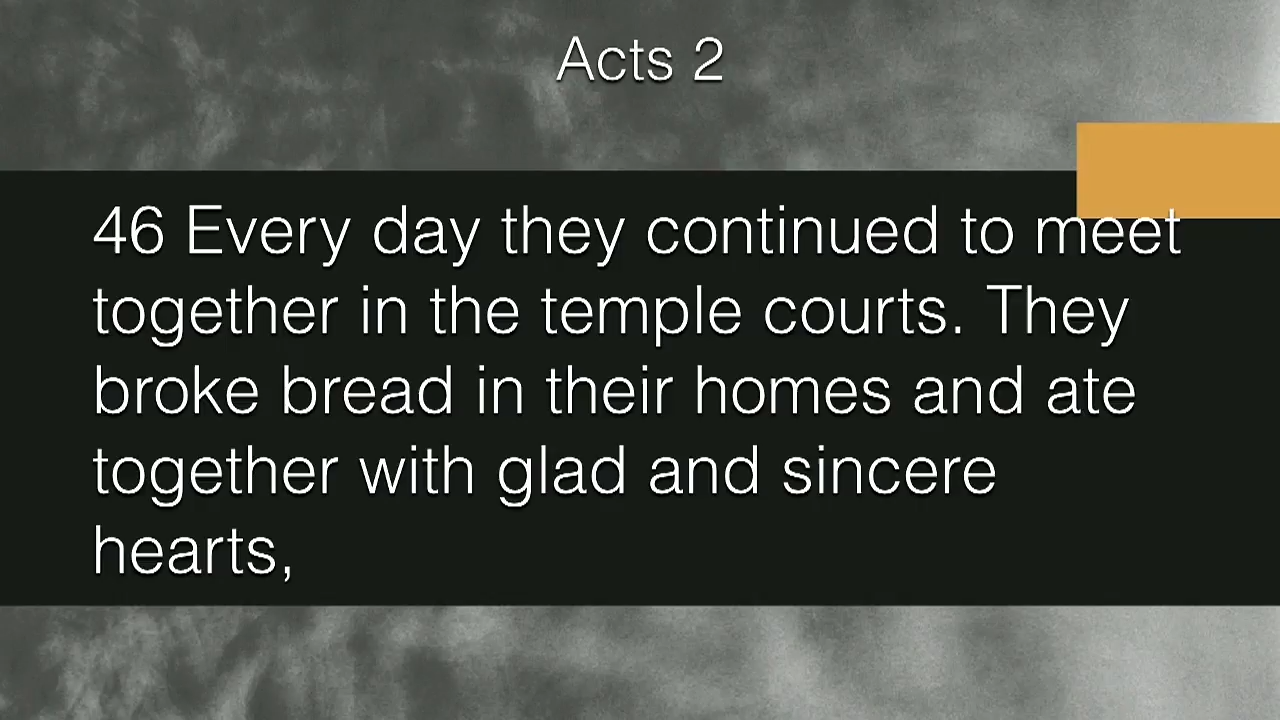 Acts 2
46 Every day they continued to meet
together in the temple courts. They
broke bread in their homes and ate
together with glad and sincere
hearts,